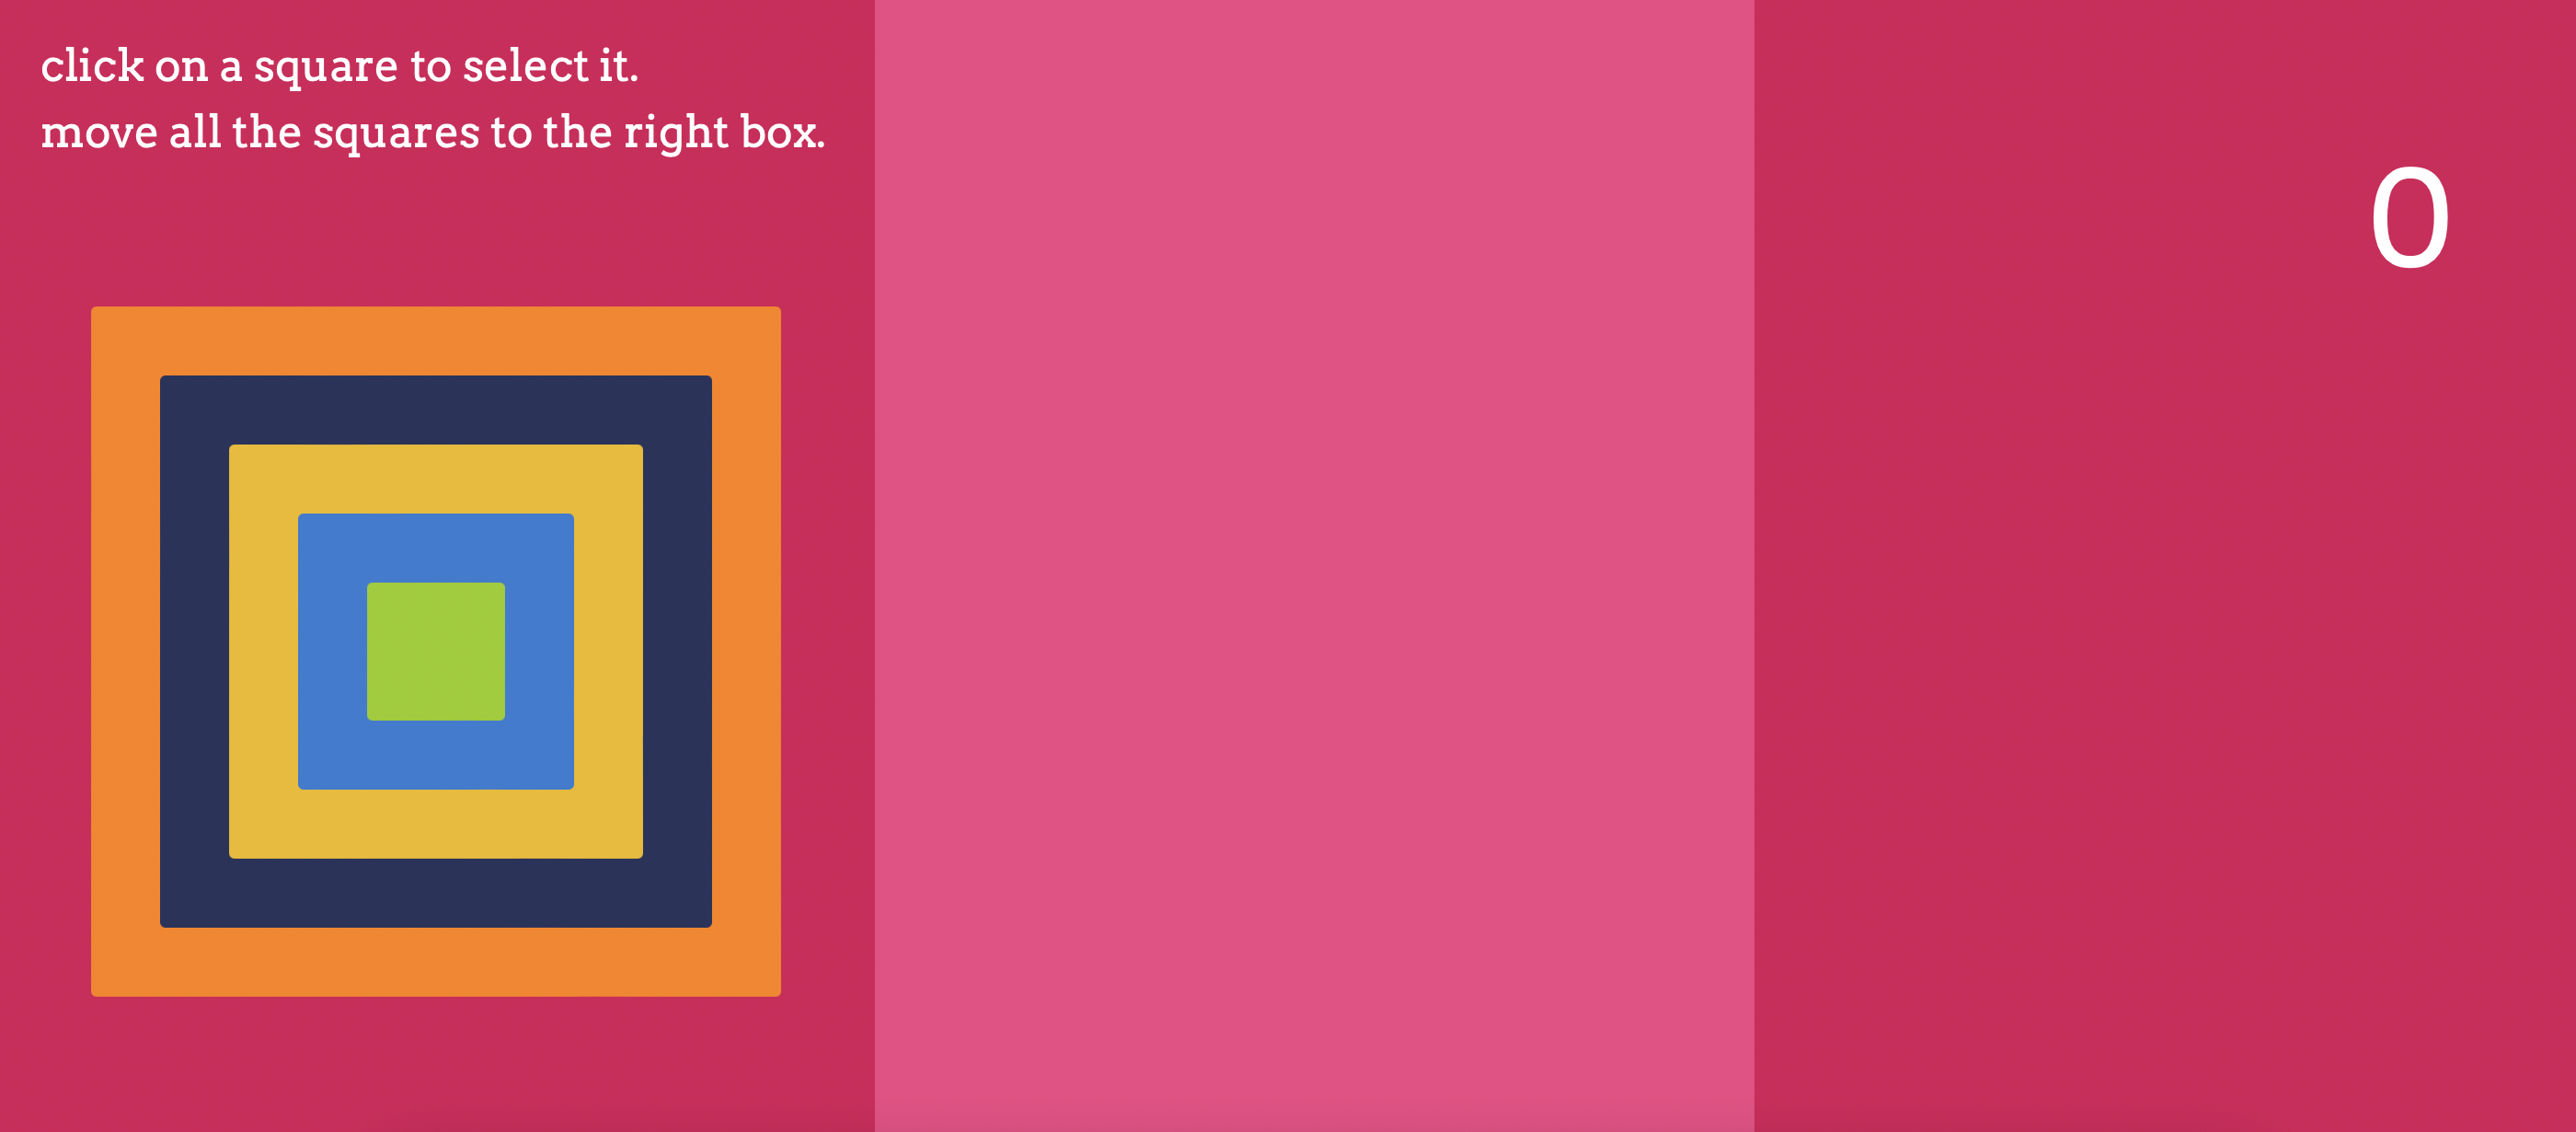 click on a square to select it.
move all the squares to the right box.
0